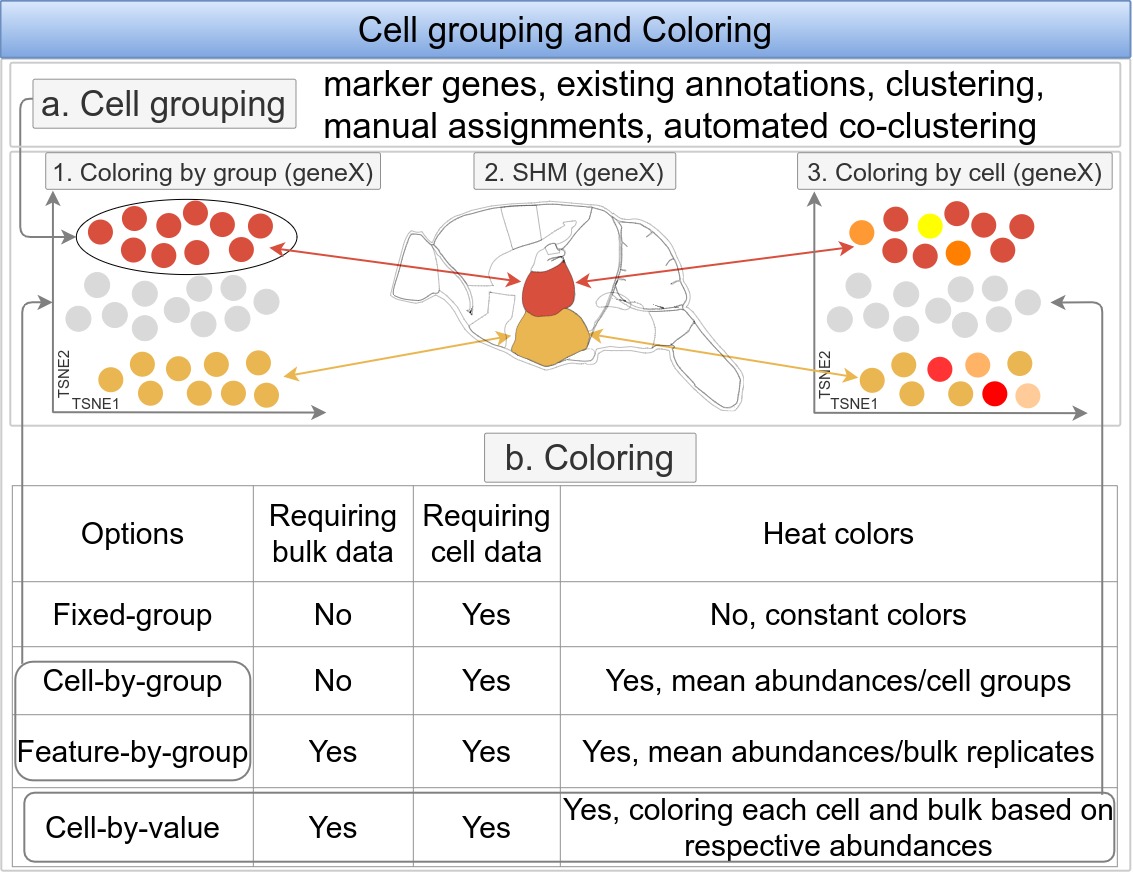 Cell grouping and Coloring
a. Cell grouping
marker genes, existing annotations, clustering,
manual assignments, automated co-clustering
1. Coloring by group (geneX)
2. SHM (geneX)
3. Coloring by cell (geneX)
TSNE2
TSNE1
TSNE2
TSNE1
b. Coloring
Options
Requiring
bulk data
Requiring
cell data
Heat colors
Fixed-group
No
Yes
No, constant colors
Cell-by-group
No
Yes
Yes, mean abundances/cell groups
Feature-by-group
Yes
Yes
Yes, mean abundances/bulk replicates
Cell-by-value
Yes
Yes
Yes, coloring each cell and bulk based on
respective abundances